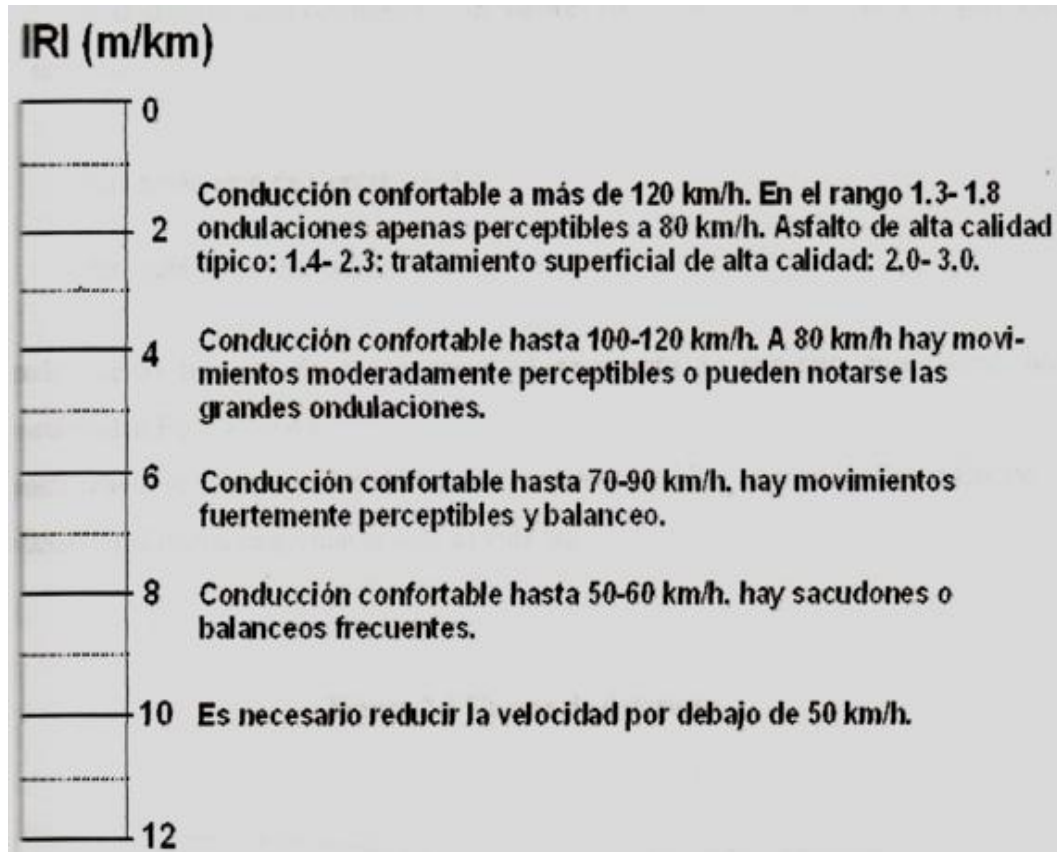 IRI (m/km)
0
Conducción confortable a más de 120 km/h. En el rango 1.3- 1.8
2 ondulaciones apenas perceptibles a 80 km/h. Asfalto de alta calidad
típico: 1.4- 2.3: tratamiento superficial de alta calidad: 2.0- 3.0.
4 Conducción confortable hasta 100-120 km/h. A 80 km/h hay movi-
mientos moderadamente perceptibles o pueden notarse las
grandes ondulaciones.
6 Conducción confortable hasta 70-90 km/h. hay movimientos
fuertemente perceptibles y balanceo.
8 Conducción confortable hasta 50-60 km/h. hay sacudones o
balanceos frecuentes.
10 Es necesario reducir la velocidad por debajo de 50 km/h.
12